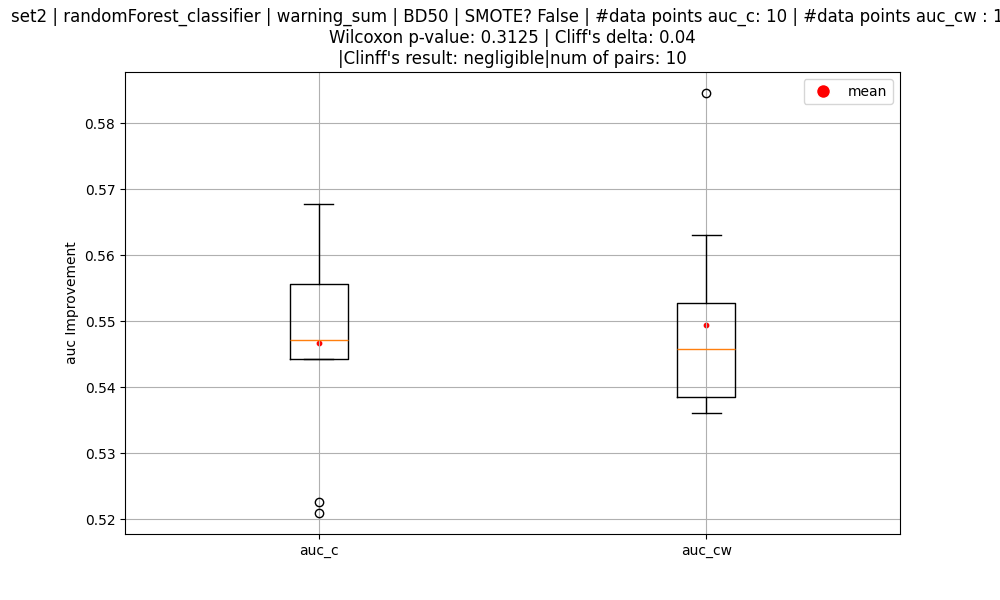 set2 | randomForest_classifier | warning_sum | BD50 | SMOTE? False | #data points auc_c: 10 | #data points auc_cw : 1
Wilcoxon p-value: 0.3125 | Cliff's delta: 0.04
|Clinff's result: negligible|num of pairs: 10
mean
0.58
0.57
0.56
0.55
0.54
0.53
0.52
auc Improvement
auc_c
auc_cw